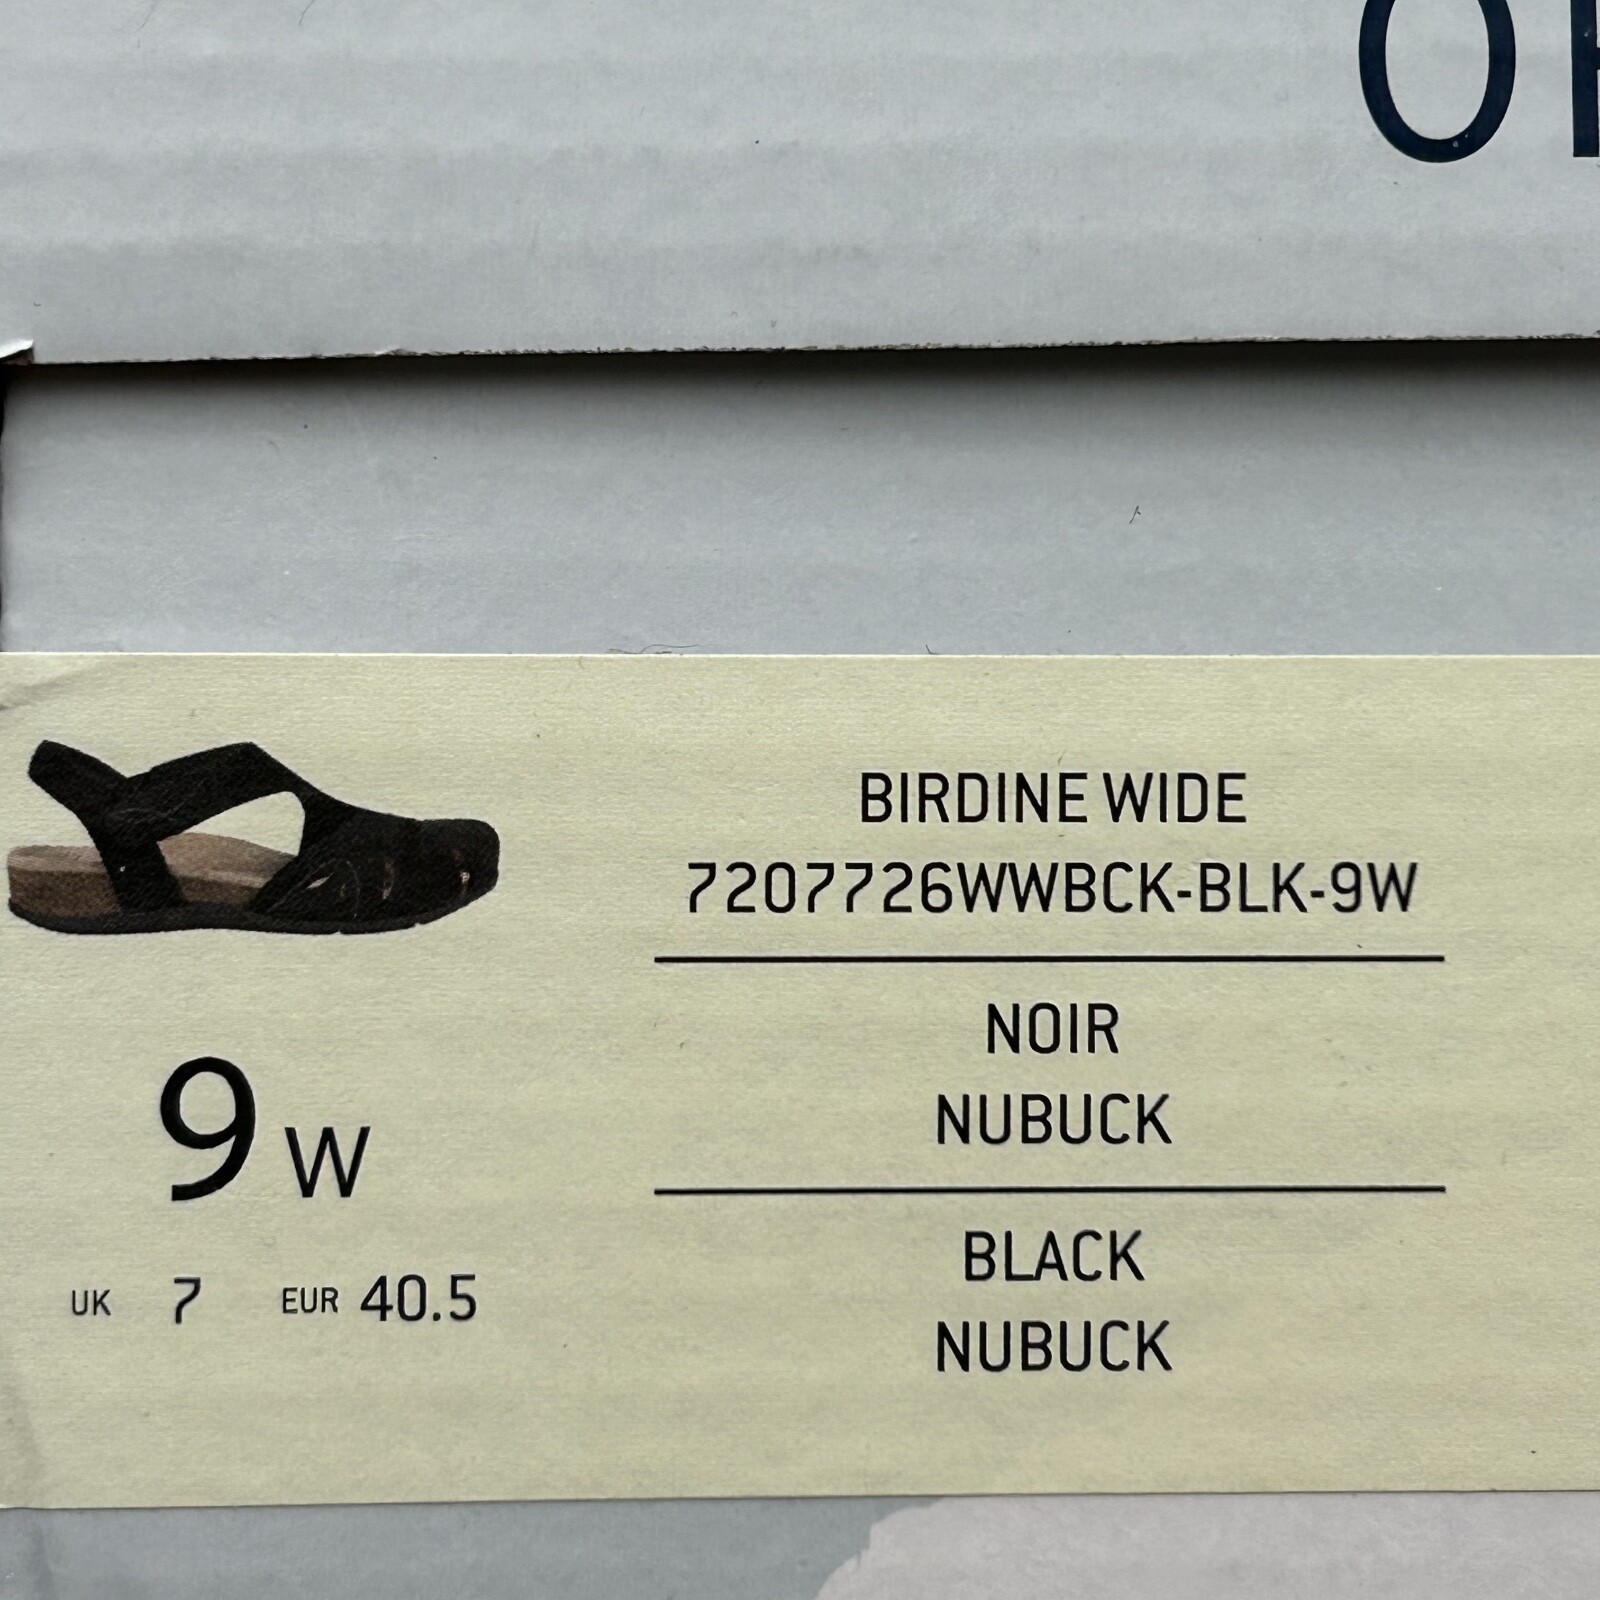 BIRDINE WIDE
7207726WWBCK-BLK-9W
NOIR
NUBUCK
BLACK
NUBUCK
9 W
UK 7 EUR 40.5